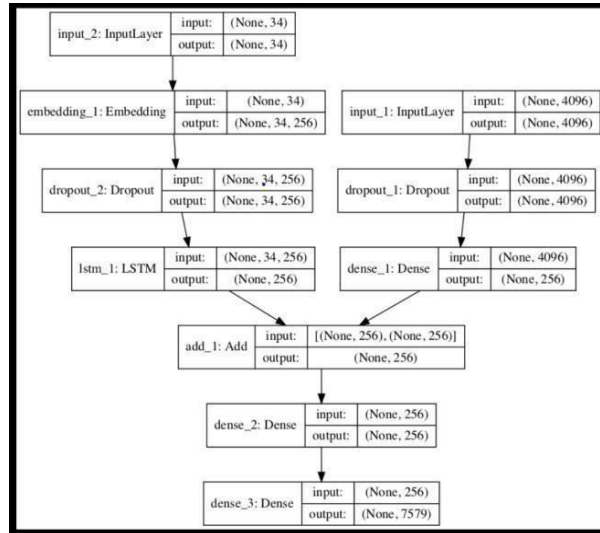 input_2: InputLayer
input: (None, 34)
output: (None, 34)
embedding_1: Embedding
input: (None, 34)
output: (None, 34, 256)
input_1: InputLayer
input: (None, 4096)
output: (None, 4096)
dropout_2: Dropout
input: (None, 34, 256)
output: (None, 34, 256)
dropout_1: Dropout
input: (None, 4096)
output: (None, 4096)
lstm_1: LSTM
input: (None, 34, 256)
output: (None, 256)
dense_1: Dense
input: (None, 4096)
output: (None, 256)
add_1: Add
input: [(None, 256), (None, 256)]
output: (None, 256)
dense_2: Dense
input: (None, 256)
output: (None, 256)
dense_3: Dense
input: (None, 256)
output: (None, 7579)